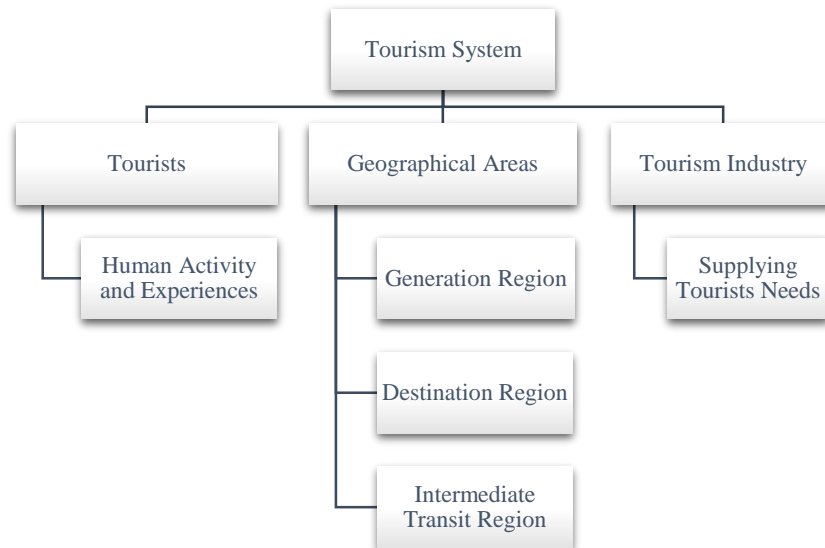 Tourism System
Tourists
Geographical Areas
Tourism Industry
Human Activity
and Experiences
Generation Region
Supplying
Tourists Needs
Destination Region
Intermediate
Transit Region